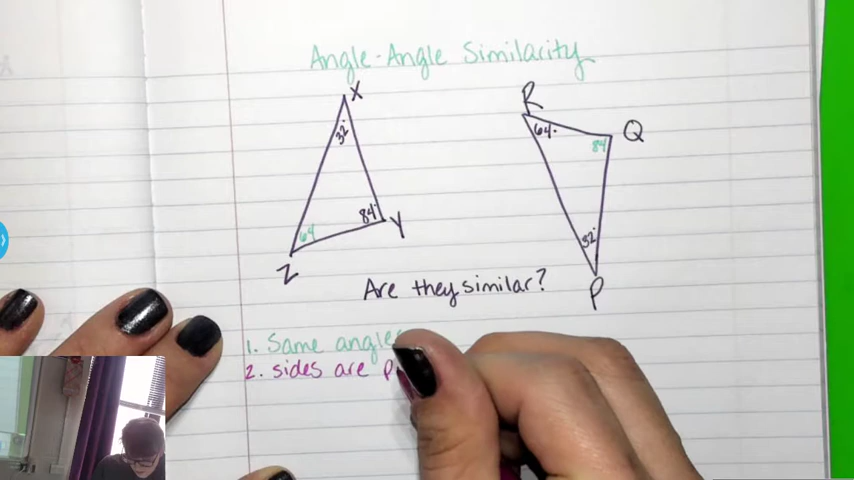 Angle-Angle Similarity
X
32°
84°
Y
64
Z
R
64°
84
Q
32°
P
Are they similar?
1. Same angles
2. sides are p